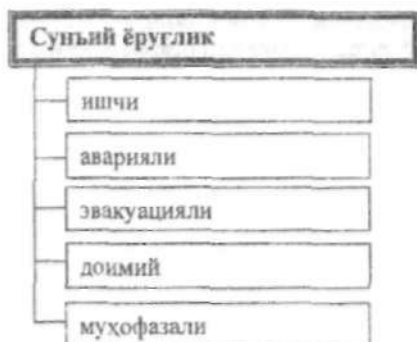 Сунъий ёруглик
ишчи
аварияли
эвакуацияли
доимий
муҳофазали